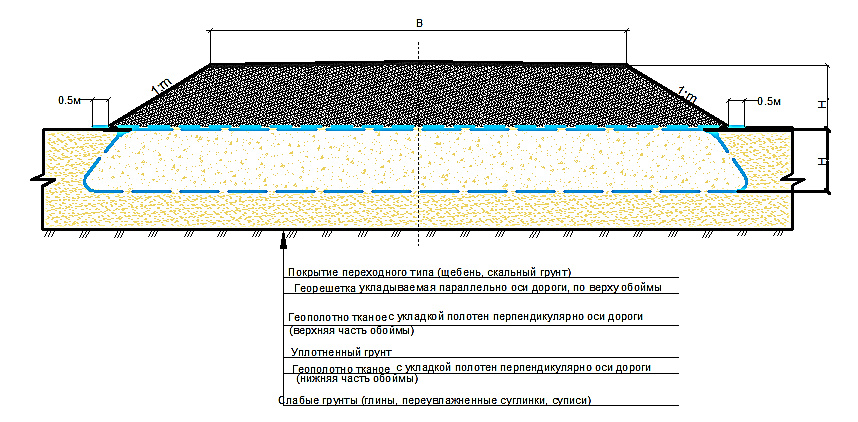 B
1:m
1:m
0.5м
0.5м
H
H
Покрытие переходного типа (щебень, скальный грунт)
Георешетка укладываемая параллельно оси дороги, по верху обоймы
Геополотно тканое с укладкой полотен перпендикулярно оси дороги
(верхняя часть обоймы)
Уплотненный грунт
Геополотно тканое с укладкой полотен перпендикулярно оси дороги
(нижняя часть обоймы)
Слабые грунты (глины, переувлажненные суглинки, суписи)